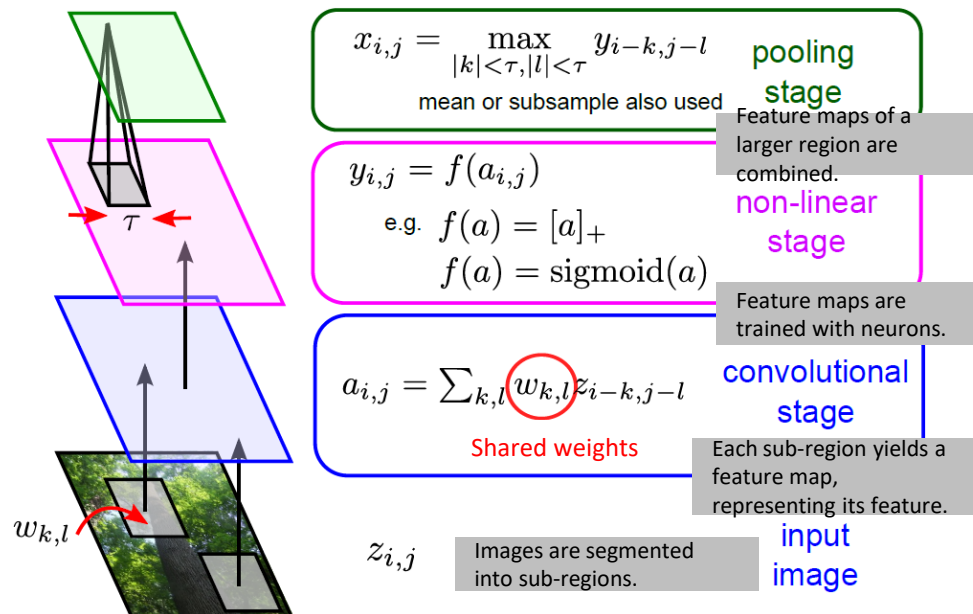 x_{i,j} = max_{|k|<τ,|l|<τ} y_{i−k,j−l}
mean or subsample also used
pooling
stage
Feature maps of a
larger region are
combined.
y_{i,j} = f(a_{i,j})
e.g. f(a) = [a]_+
f(a) = sigmoid(a)
non-linear
stage
τ
Feature maps are
trained with neurons.
a_{i,j} = ∑_{k,l} w_{k,l} z_{i−k,j−l}
Shared weights
convolutional
stage
Each sub-region yields a
feature map,
representing its feature.
w_{k,l}
z_{i,j}
Images are segmented
into sub-regions.
input
image